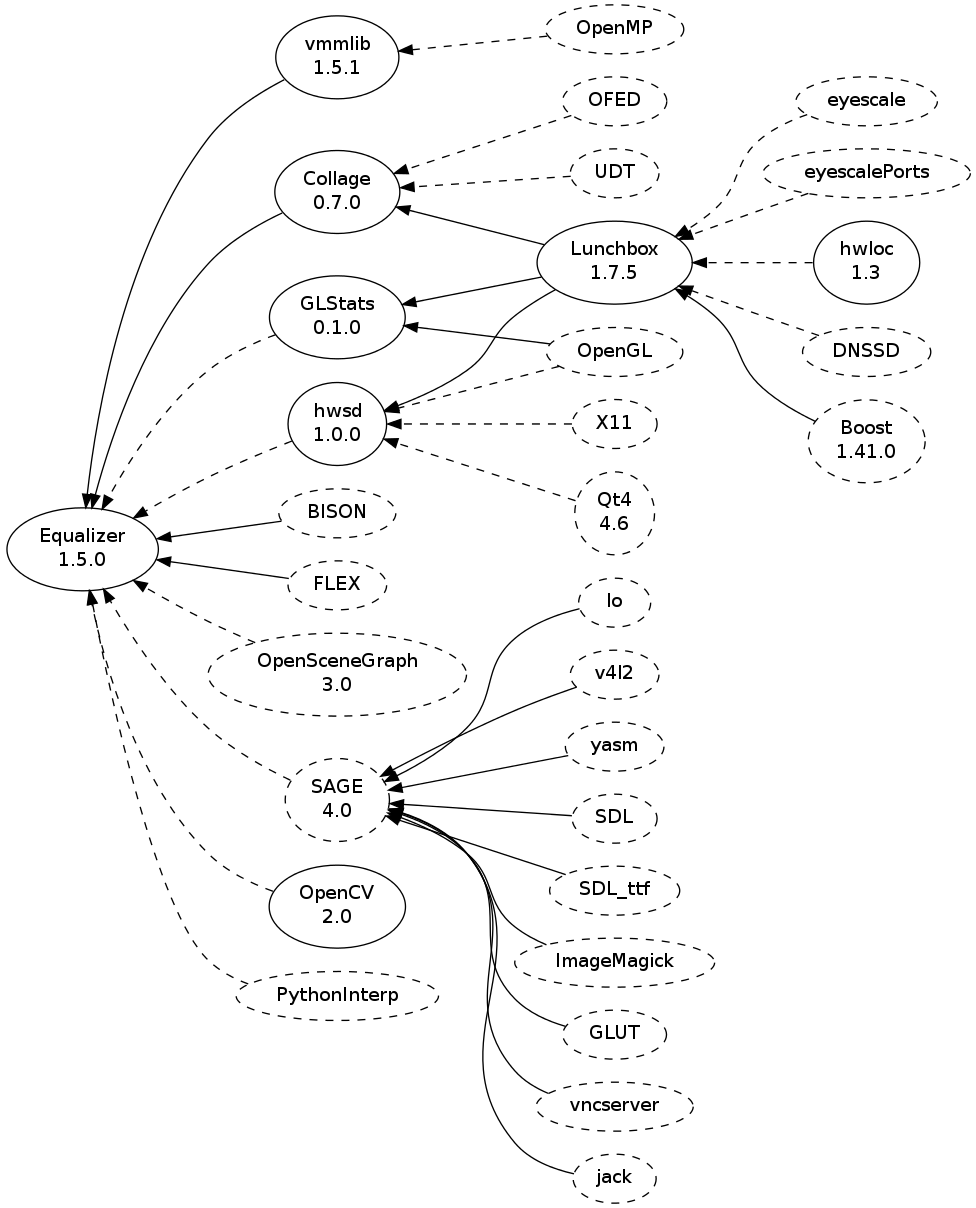 OpenMP
vmmlib
1.5.1
OFED
eyescale
UDT
eyescalePorts
Collage
0.7.0
Lunchbox
1.7.5
hwloc
1.3
GLStats
0.1.0
OpenGL
DNSSD
hwsd
1.0.0
X11
Boost
1.41.0
BISON
Qt4
4.6
Equalizer
1.5.0
FLEX
lo
OpenSceneGraph
3.0
v4l2
yasm
SAGE
4.0
SDL
OpenCV
2.0
SDL_ttf
ImageMagick
PythonInterp
GLUT
vncserver
jack